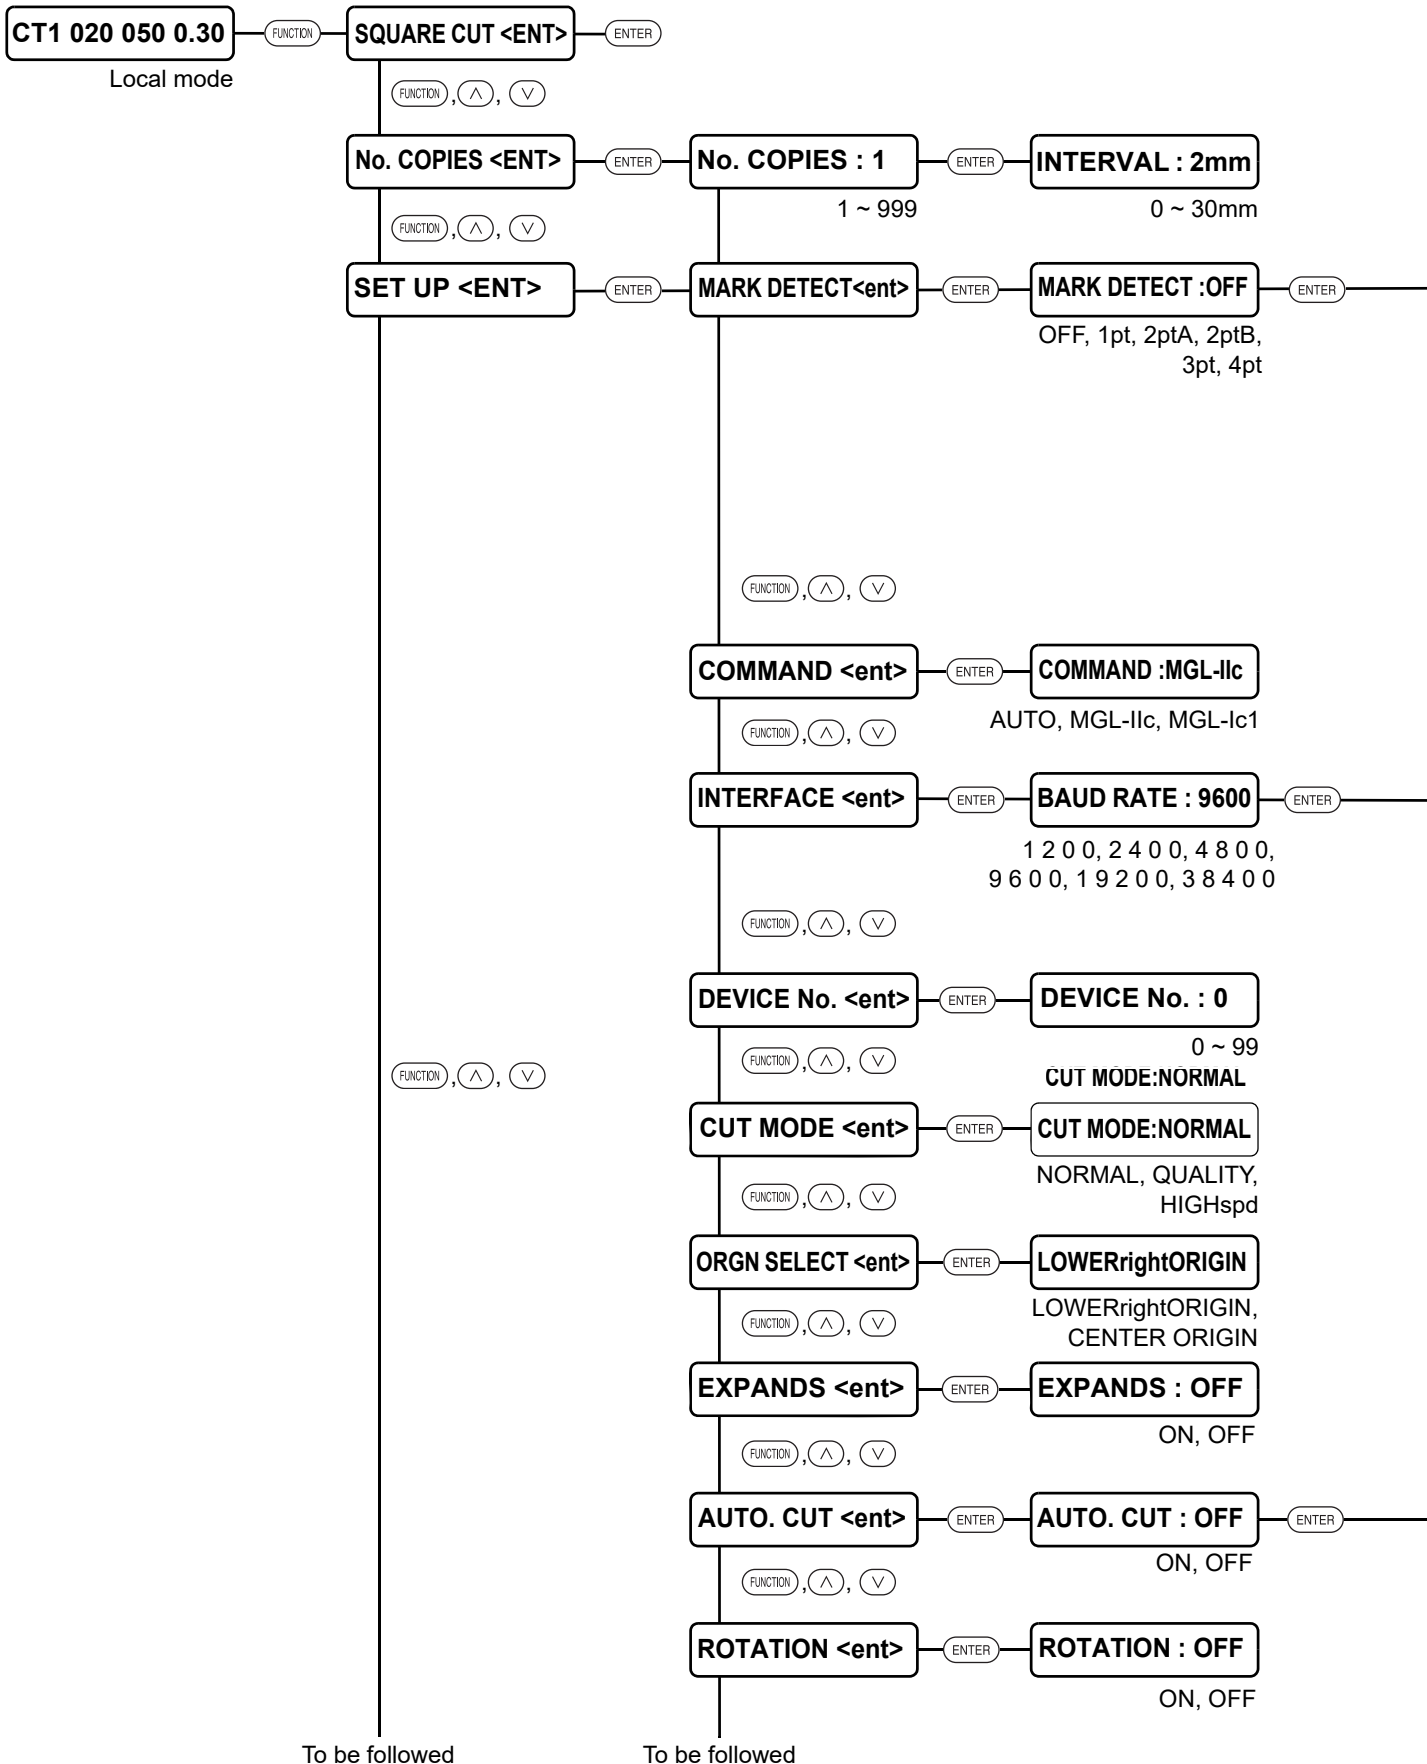 CT1 020 050 0.30 FUNCTION SQUARE CUT <ENT> ENTER
Local mode
FUNCTION , ,
No. COPIES <ENT> ENTER No. COPIES : 1 ENTER INTERVAL : 2mm
1 ~ 999 0 ~ 30mm
FUNCTION , ,
SET UP <ENT> ENTER MARK DETECT<ent> ENTER MARK DETECT :OFF ENTER
OFF, 1pt, 2ptA, 2ptB,
3pt, 4pt
FUNCTION , ,
COMMAND <ent> ENTER COMMAND :MGL-IIc
AUTO, MGL-IIc, MGL-Ic1
FUNCTION , ,
INTERFACE <ent> ENTER BAUD RATE : 9600 ENTER
1 2 0 0, 2 4 0 0, 4 8 0 0,
9 6 0 0, 1 9 2 0 0, 3 8 4 0 0
FUNCTION , ,
DEVICE No. <ent> ENTER DEVICE No. : 0
0 ~ 99
FUNCTION , ,
FUNCTION , ,
CUT MODE:NORMAL
CUT MODE <ent> ENTER CUT MODE:NORMAL
NORMAL, QUALITY,
HIGHspd
FUNCTION , ,
ORGN SELECT <ent> ENTER LOWERrightORIGIN
LOWERrightORIGIN,
CENTER ORIGIN
FUNCTION , ,
EXPANDS <ent> ENTER EXPANDS : OFF
ON, OFF
FUNCTION , ,
AUTO. CUT <ent> ENTER AUTO. CUT : OFF ENTER
ON, OFF
FUNCTION , ,
ROTATION <ent> ENTER ROTATION : OFF
ON, OFF
To be followed To be followed